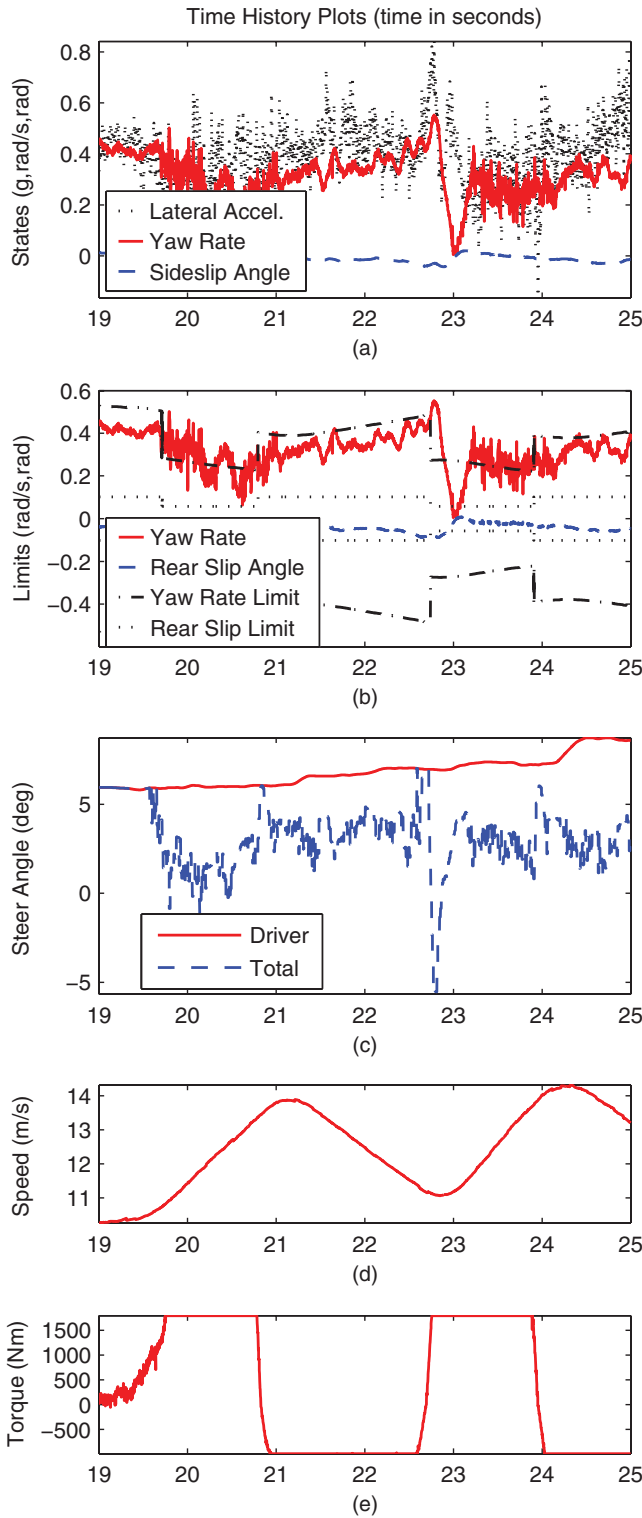 Time History Plots (time in seconds)
States (g,rad/s,rad)
0.8
0.6
0.4
0.2
0
Lateral Accel.
Yaw Rate
Sideslip Angle
19 20 21 22 23 24 25
(a)
Limits (rad/s,rad)
0.6
0.4
0.2
0
−0.2
−0.4
Yaw Rate
Rear Slip Angle
Yaw Rate Limit
Rear Slip Limit
19 20 21 22 23 24 25
(b)
Steer Angle (deg)
5
0
−5
Driver
Total
19 20 21 22 23 24 25
(c)
Speed (m/s)
14
13
12
11
19 20 21 22 23 24 25
(d)
Torque (Nm)
1500
1000
500
0
−500
19 20 21 22 23 24 25
(e)